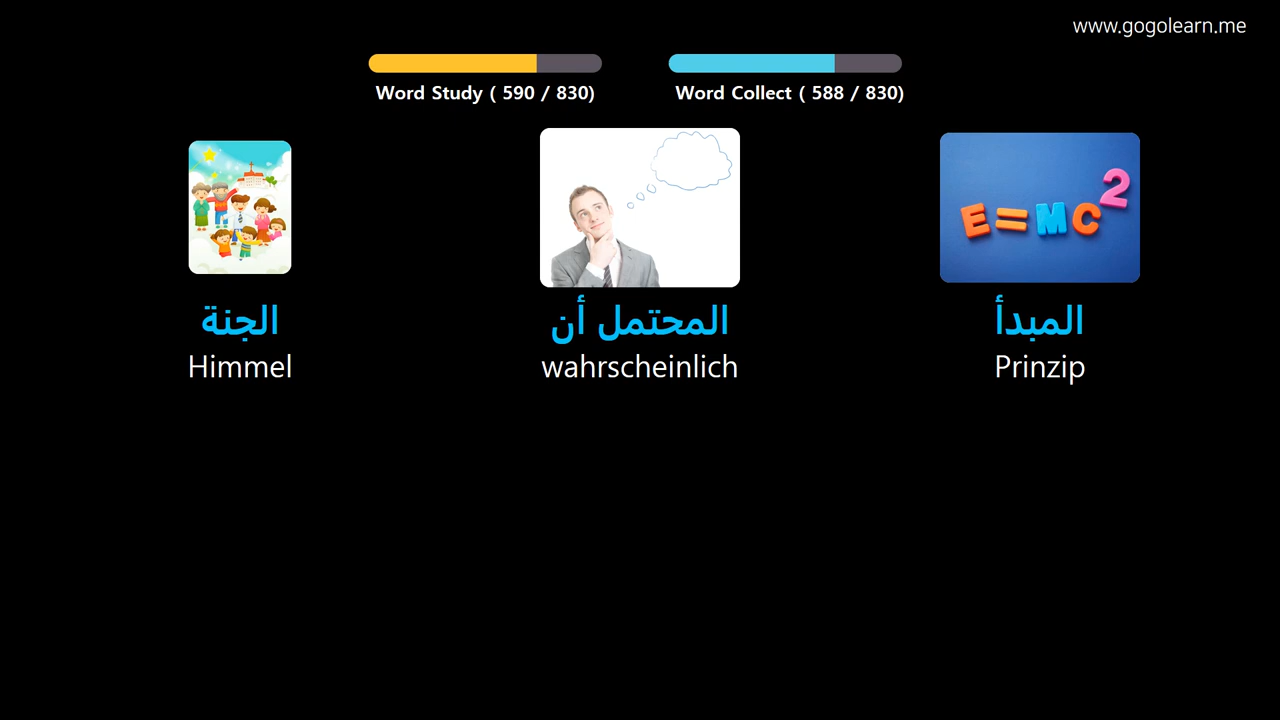 www.gogolearn.me
Word Study ( 590 / 830)
Word Collect ( 588 / 830)
E=MC2
الجنة
Himmel
المحتمل أن
wahrscheinlich
المبدأ
Prinzip